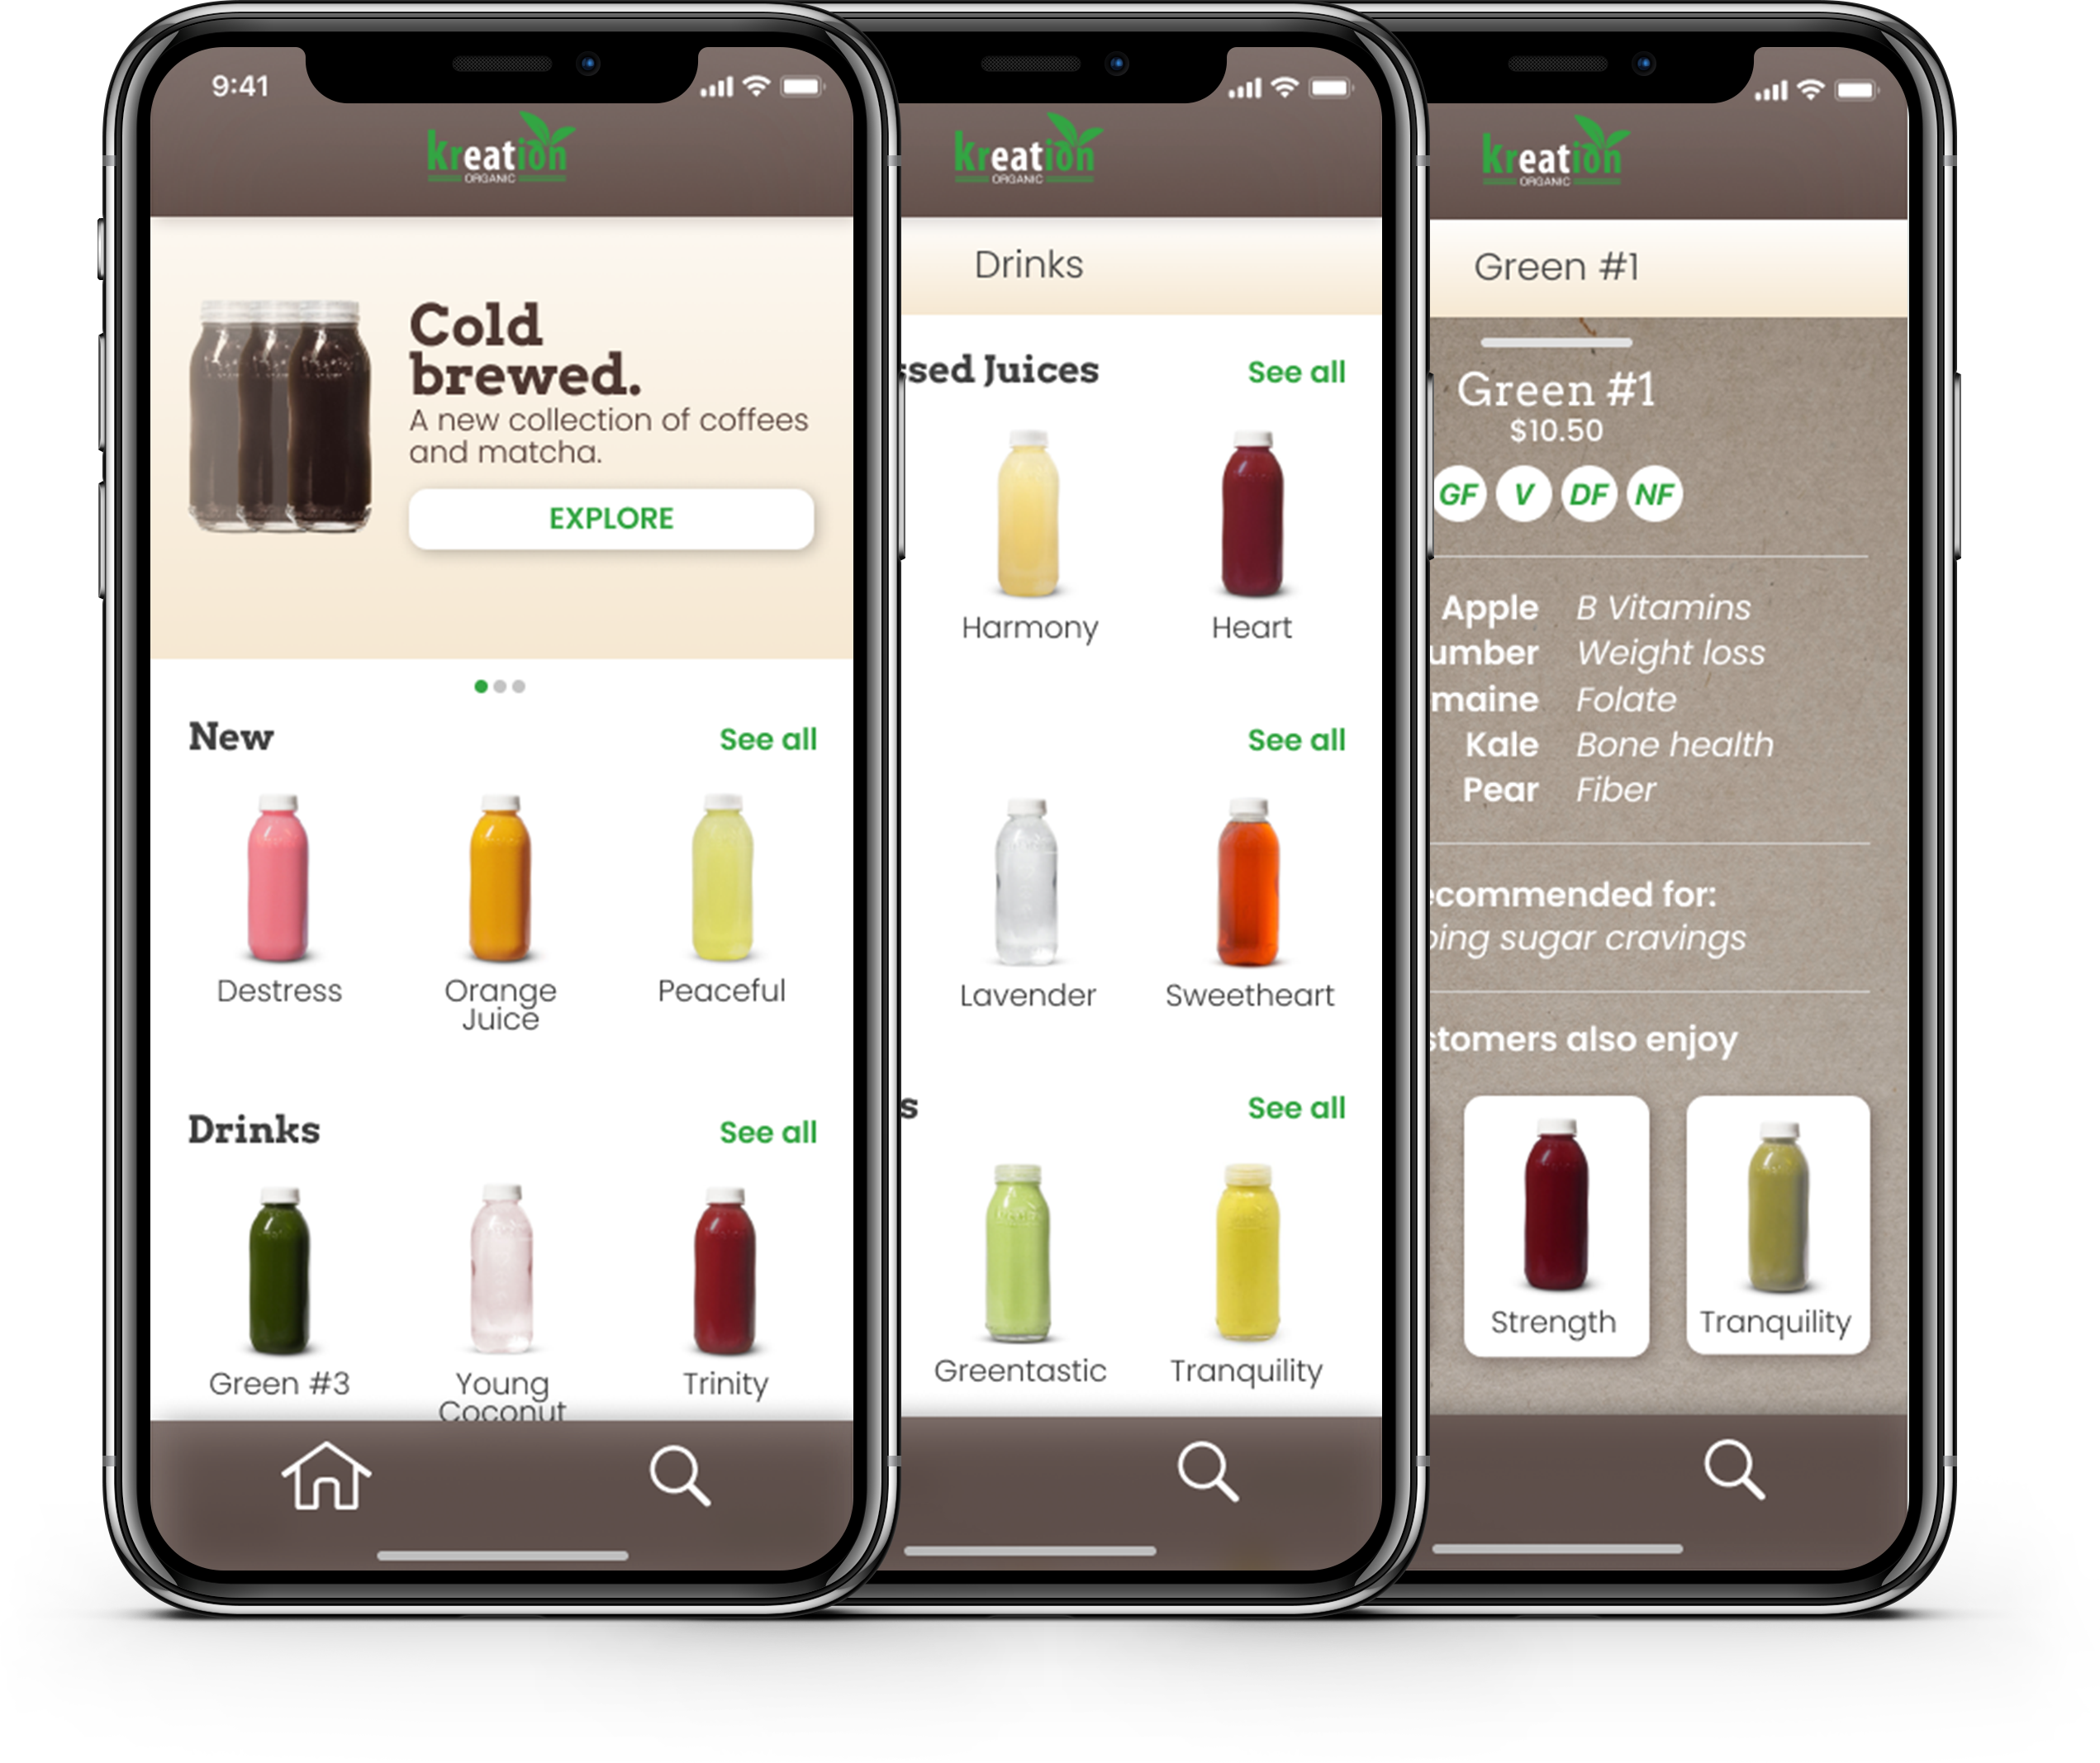 9:41
kreation
ORGANIC
Cold
brewed.
A new collection of coffees
and matcha.
EXPLORE
New
See all
Destress
Orange
Juice
Peaceful
Drinks
See all
Green #3
Young
Coconut
Trinity
kreation
ORGANIC
Drinks
ssed Juices
See all
Harmony
Heart
See all
Lavender
Sweetheart
s
See all
Greentastic
Tranquility
kreation
ORGANIC
Green #1
Green #1
$10.50
GF V DF NF
Apple B Vitamins
umber Weight loss
maine Folate
Kale Bone health
Pear Fiber
ecommended for:
ping sugar cravings
stomers also enjoy
Strength
Tranquility